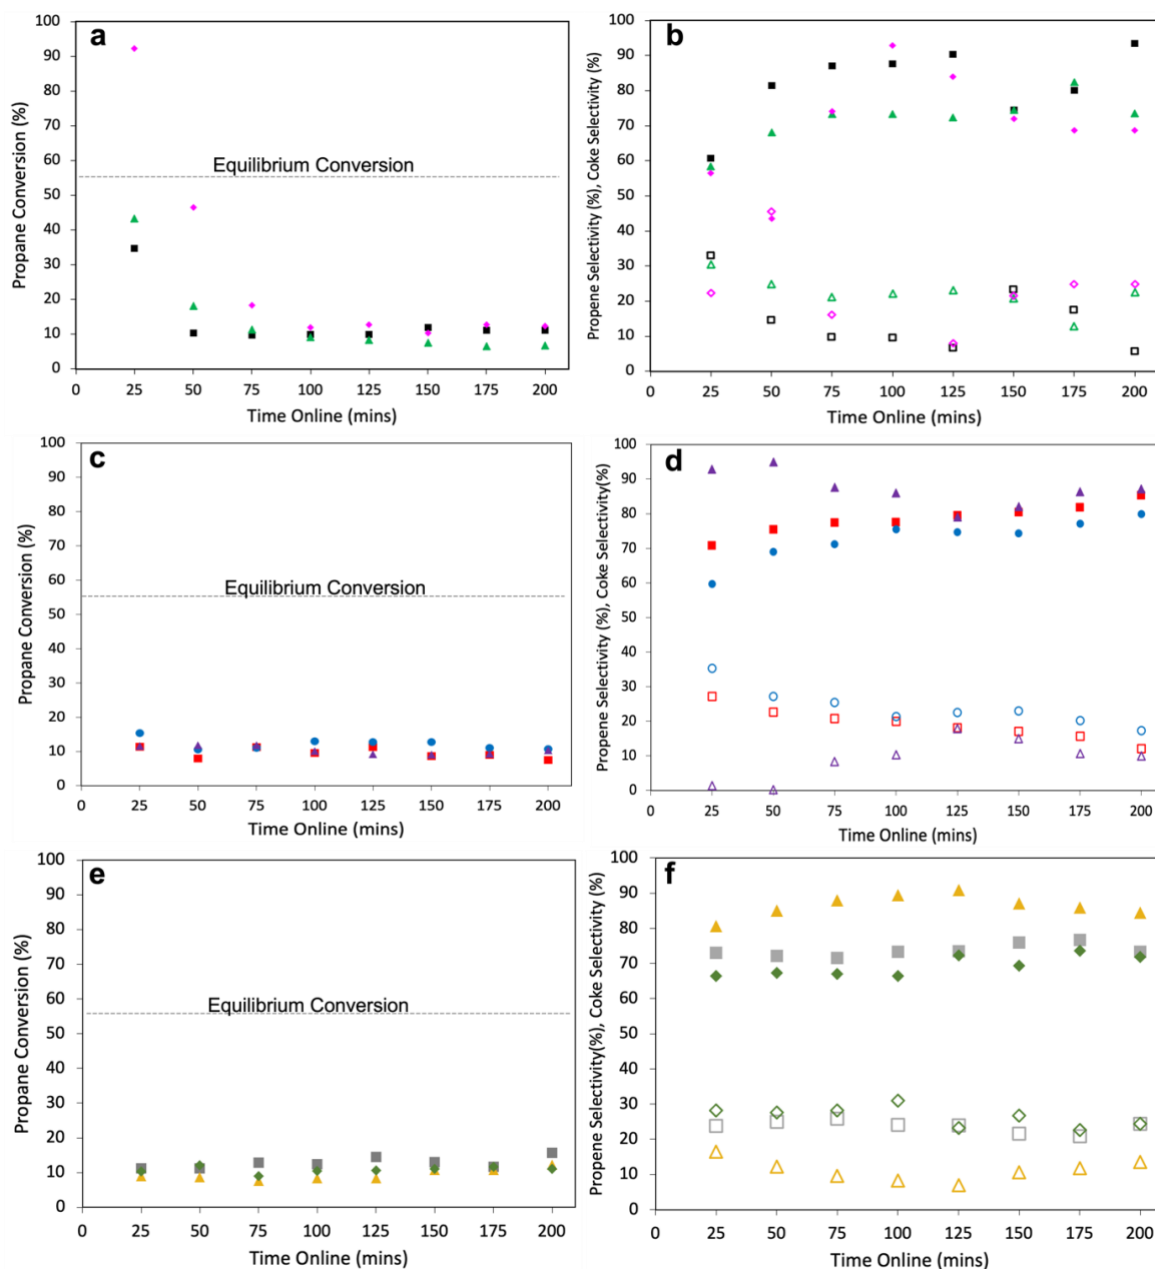 a
100
90
80
70
60
50
40
30
20
10
0
Propane Conversion (%)
Equilibrium Conversion
0 25 50 75 100 125 150 175 200
Time Online (mins)
b
100
90
80
70
60
50
40
30
20
10
0
Propene Selectivity (%), Coke Selectivity (%)
0 25 50 75 100 125 150 175 200
Time Online (mins)
c
100
90
80
70
60
50
40
30
20
10
0
Propane Conversion (%)
Equilibrium Conversion
0 25 50 75 100 125 150 175 200
Time Online (mins)
d
100
90
80
70
60
50
40
30
20
10
0
Propene Selectivity (%), Coke Selectivity(%)
0 25 50 75 100 125 150 175 200
Time Online (mins)
e
100
90
80
70
60
50
40
30
20
10
0
Propane Conversion (%)
Equilibrium Conversion
0 25 50 75 100 125 150 175 200
Time Online (mins)
f
100
90
80
70
60
50
40
30
20
10
0
Propene Selectivity(%), Coke Selectivity (%)
0 25 50 75 100 125 150 175 200
Time Online (mins)